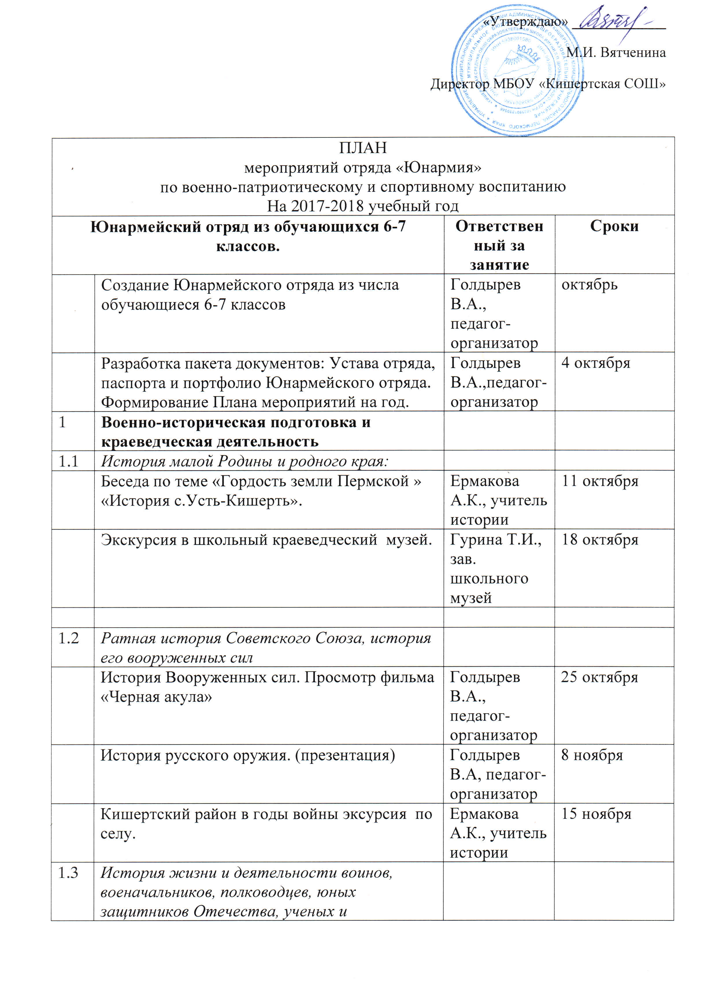 «Утверждаю»
М.И. Вятченина
Директор МБОУ «Кишертская СОШ»
ПЛАН
мероприятий отряда «Юнармия»
по военно-патриотическому и спортивному воспитанию
На 2017-2018 учебный год
Юнармейский отряд из обучающихся 6-7
классов.
Ответствен
ный за
занятие
Сроки
Создание Юнармейского отряда из числа
обучающиеся 6-7 классов
Голдырев
В.А.,
педагог-
организатор
октябрь
Разработка пакета документов: Устава отряда,
паспорта и портфолио Юнармейского отряда.
Формирование Плана мероприятий на год.
Голдырев
В.А.,педагог-
организатор
4 октября
1
Военно-историческая подготовка и
краеведческая деятельность
1.1
История малой Родины и родного края:
Беседа по теме «Гордость земли Пермской »
«История с.Усть-Кишерть».
Ермакова
А.К., учитель
истории
11 октября
Экскурсия в школьный краеведческий  музей.
Гурина Т.И.,
зав.
школьного
музей
18 октября
1.2
Ратная история Советского Союза, история
его вооруженных сил
История Вооруженных сил. Просмотр фильма
«Черная акула»
Голдырев
В.А.,
педагог-
организатор
25 октября
История русского оружия. (презентация)
Голдырев
В.А, педагог-
организатор
8 ноября
Кишертский район в годы войны эксурсия  по
селу.
Ермакова
А.К., учитель
истории
15 ноября
1.3
История жизни и деятельности воинов,
военачальников, полководцев, юных
защитников Отечества, ученых и